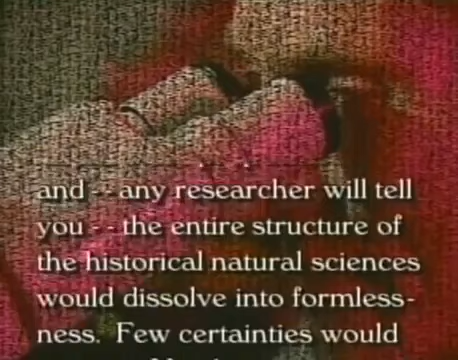 and - - any researcher will tell
you - - the entire structure of
the historical natural sciences
would dissolve into formless-
ness. Few certainties would